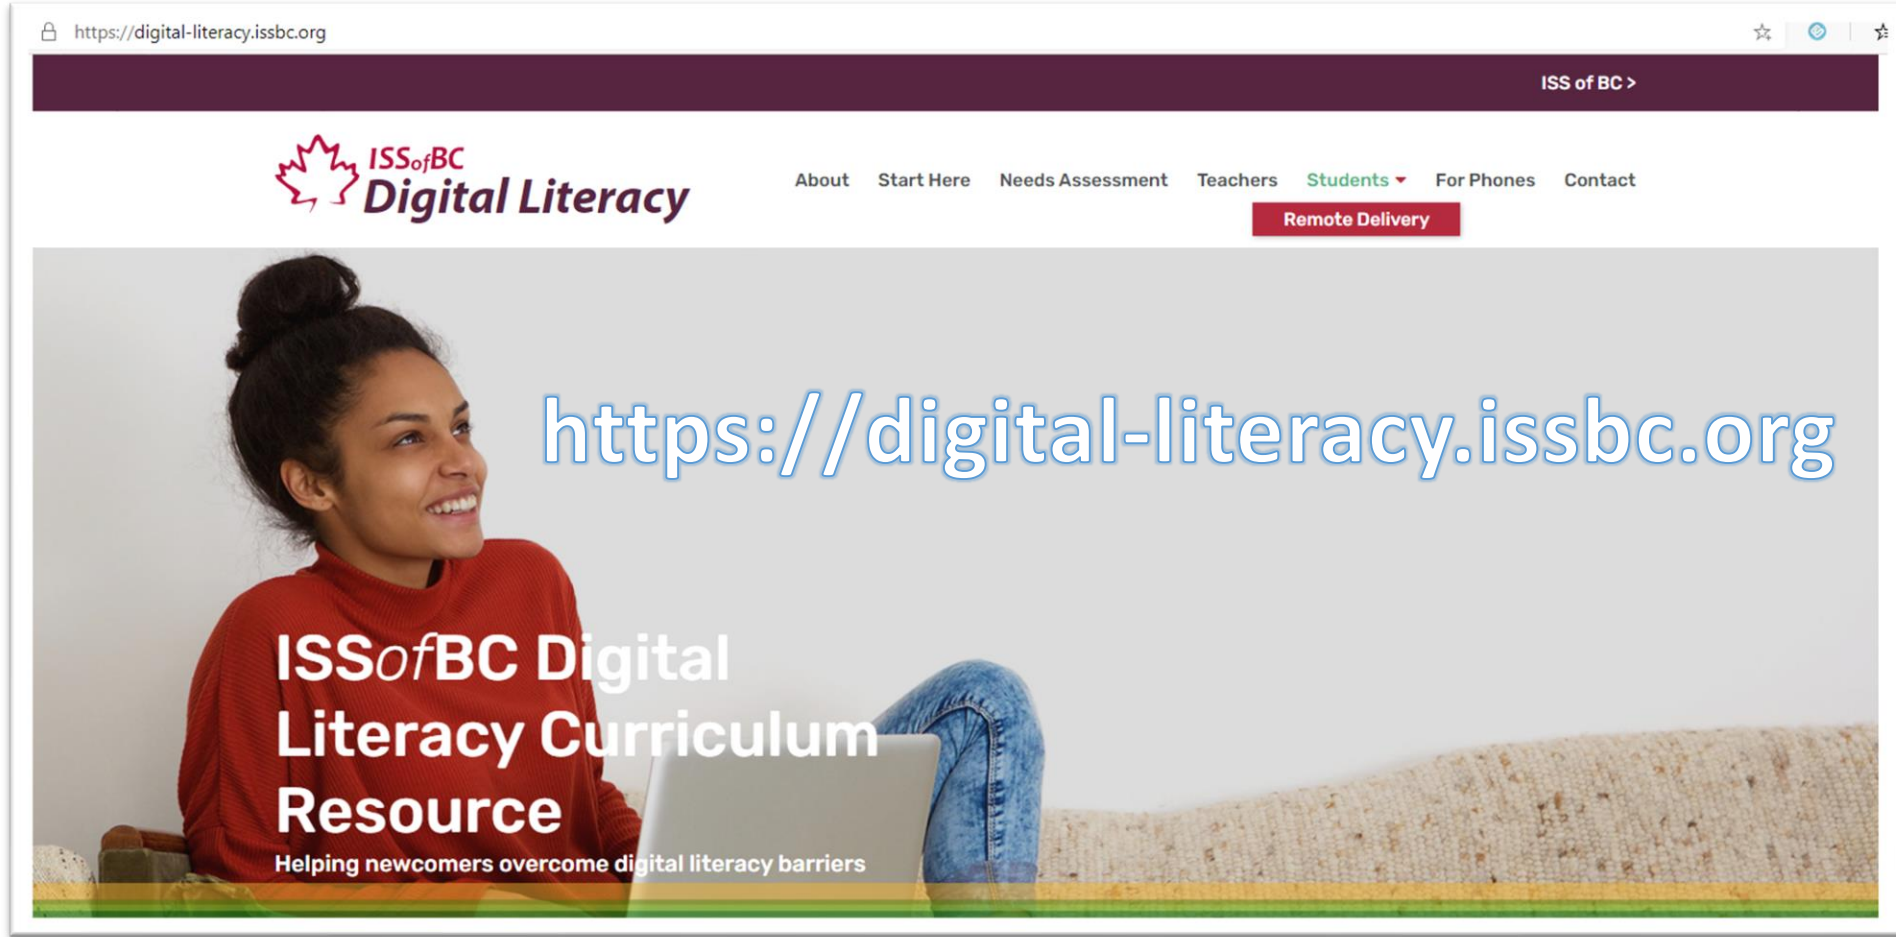 https://digital-literacy.issbc.org
ISS of BC >
ISSofBC
Digital Literacy
About Start Here Needs Assessment Teachers Students For Phones Contact
Remote Delivery
https://digital-literacy.issbc.org
ISSofBC Digital
Literacy Curriculum
Resource
Helping newcomers overcome digital literacy barriers